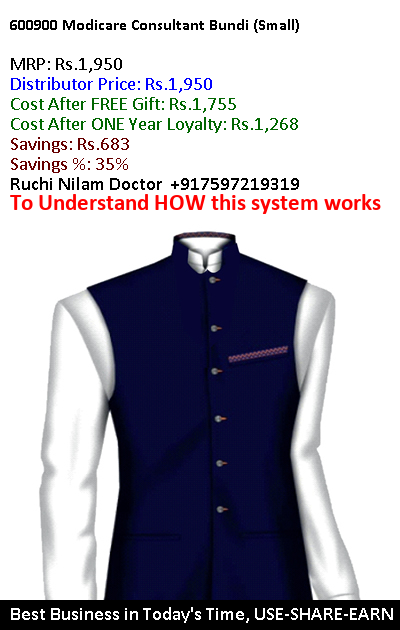 600900 Modicare Consultant Bundi (Small)
MRP: Rs.1,950
Distributor Price: Rs.1,950
Cost After FREE Gift: Rs.1,755
Cost After ONE Year Loyalty: Rs.1,268
Savings: Rs.683
Savings %: 35%
Ruchi Nilam Doctor  +917597219319
To Understand HOW this system works
Best Business in Today's Time, USE-SHARE-EARN